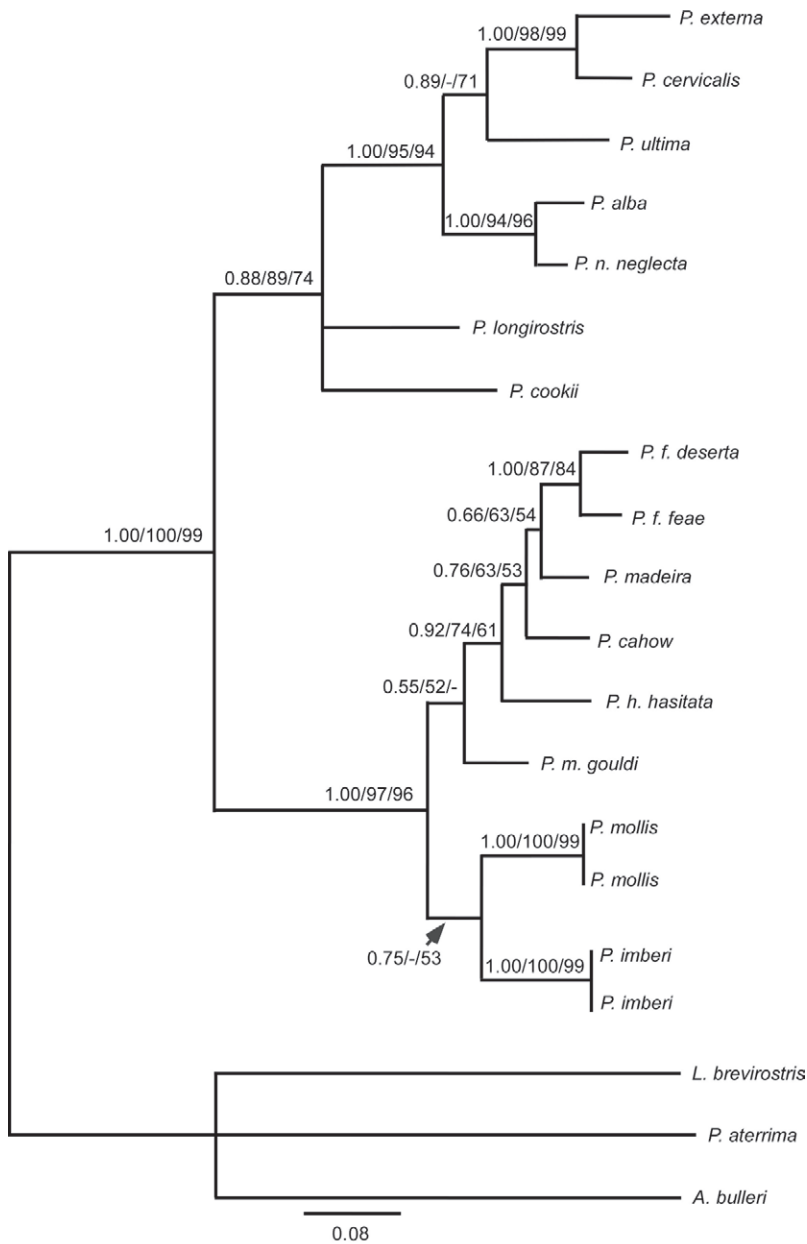 P. externa
1.00/98/99
P. cervicalis
0.89/-/71
P. ultima
1.00/95/94
P. alba
1.00/94/96
P. n. neglecta
0.88/89/74
P. longirostris
P. cookii
P. f. deserta
1.00/87/84
P. f. feae
0.66/63/54
1.00/100/99
P. madeira
0.76/63/53
P. cahow
0.92/74/61
0.55/52/-
P. h. hasitata
P. m. gouldi
1.00/97/96
P. mollis
1.00/100/99
P. mollis
0.75/-/53
P. imberi
1.00/100/99
P. imberi
L. brevirostris
P. aterrima
A. bulleri
0.08